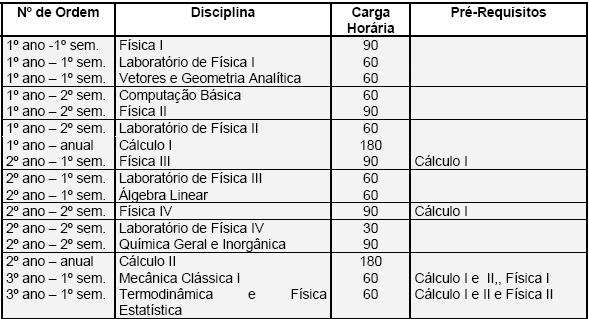 Nº de Ordem Disciplina Carga Horária Pré-Requisitos
1º ano -1º sem. Física I 90
1º ano – 1º sem. Laboratório de Física I 60
1º ano – 1º sem. Vetores e Geometria Analítica 60
1º ano – 2º sem. Computação Básica 60
1º ano – 2º sem. Física II 90
1º ano – 2º sem. Laboratório de Física II 60
1º ano – anual Cálculo I 180
2º ano – 1º sem. Física III 90 Cálculo I
2º ano – 1º sem. Laboratório de Física III 60
2º ano – 1º sem. Álgebra Linear 60
2º ano – 2º sem. Física IV 90 Cálculo I
2º ano – 2º sem. Laboratório de Física IV 30
2º ano – 2º sem. Química Geral e Inorgânica 90
2º ano – anual Cálculo II 180
3º ano – 1º sem. Mecânica Clássica I 60 Cálculo I e II,, Física I
3º ano – 1º sem. Termodinâmica e Física 60 Cálculo I e II e Física II
Estatística